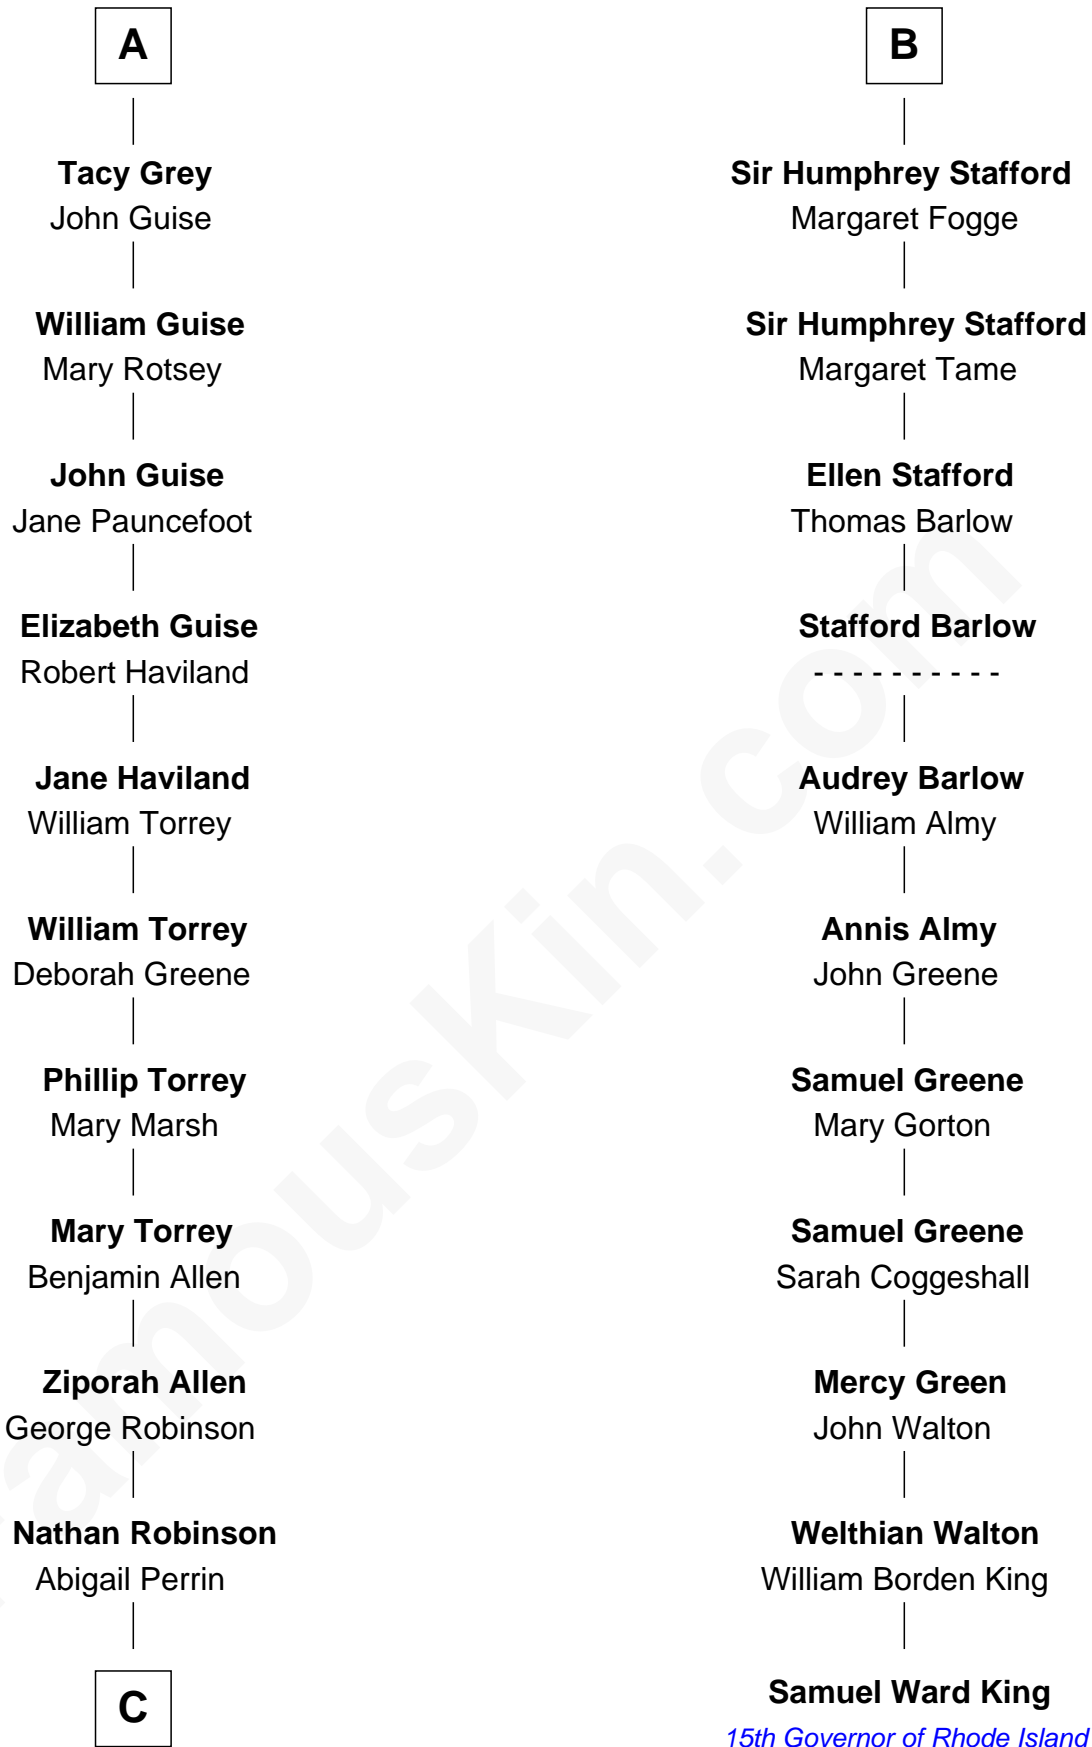 A
Tacy Grey
John Guise
William Guise
Mary Rotsey
John Guise
Jane Pauncefoot
Elizabeth Guise
Robert Haviland
Jane Haviland
William Torrey
William Torrey
Deborah Greene
Phillip Torrey
Mary Marsh
Mary Torrey
Benjamin Allen
Ziporah Allen
George Robinson
Nathan Robinson
Abigail Perrin
C
B
Sir Humphrey Stafford
Margaret Fogge
Sir Humphrey Stafford
Margaret Tame
Ellen Stafford
Thomas Barlow
Stafford Barlow
- - - - - - - - - -
Audrey Barlow
William Almy
Annis Almy
John Greene
Samuel Greene
Mary Gorton
Samuel Greene
Sarah Coggeshall
Mercy Green
John Walton
Welthian Walton
William Borden King
Samuel Ward King
15th Governor of Rhode Island
FamousKin.com